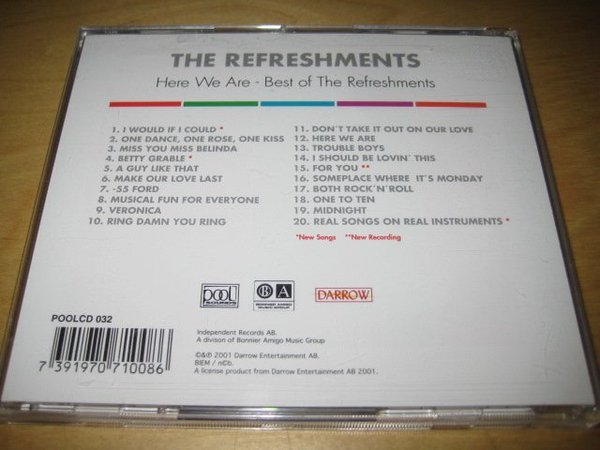 THE REFRESHMENTS
Here We Are - Best of The Refreshments
1. I WOULD IF I COULD *
2. ONE DANCE, ONE ROSE, ONE KISS
3. MISS YOU MISS BELINDA
4. BETTY GRABLE *
5. A GUY LIKE THAT
6. MAKE OUR LOVE LAST
7. -55 FORD
8. MUSICAL FUN FOR EVERYONE
9. VERONICA
10. RING DAMN YOU RING
11. DON'T TAKE IT OUT ON OUR LOVE
12. HERE WE ARE
13. TROUBLE BOYS
14. I SHOULD BE LOVIN' THIS
15. FOR YOU **
16. SOMEPLACE WHERE IT'S MONDAY
17. BOTH ROCK'N'ROLL
18. ONE TO TEN
19. MIDNIGHT
20. REAL SONGS ON REAL INSTRUMENTS *
*New Songs **New Recording
pool SOUNDS
B A
BONNIER AMIGO MUSIC GROUP
DARROW
POOLCD 032
7 391970 710086
Independent Records AB.
A divison of Bonnier Amigo Music Group
©&℗ 2001 Darrow Entertainment AB.
BIEM / n©b.
A license product from Darrow Entertainment AB 2001.